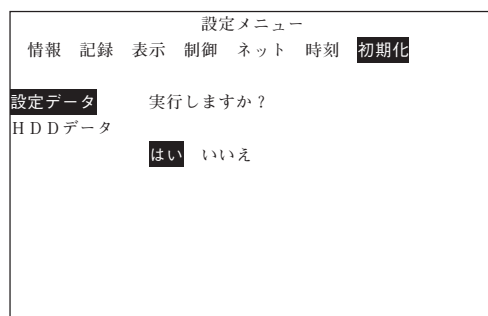 設定メニュー
情報 記録 表示 制御 ネット 時刻 初期化
設定データ 実行しますか？
ＨＤＤデータ
はい いいえ